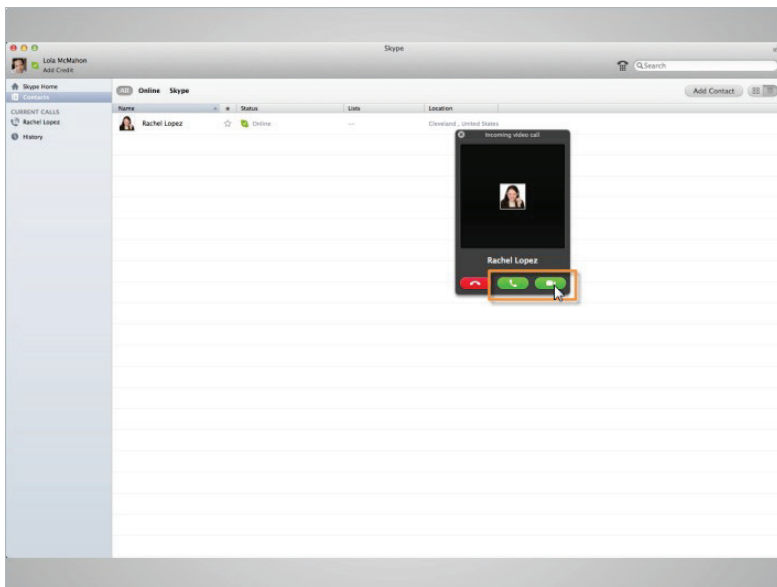 Skype
Lola McMahon
Add Credit
Search
Skype Home
Contacts
CURRENT CALLS
Rachel Lopez
History
All Online Skype
Add Contact
Name Status Lists Location
Rachel Lopez Online --- Cleveland , United States
Incoming video call
Rachel Lopez